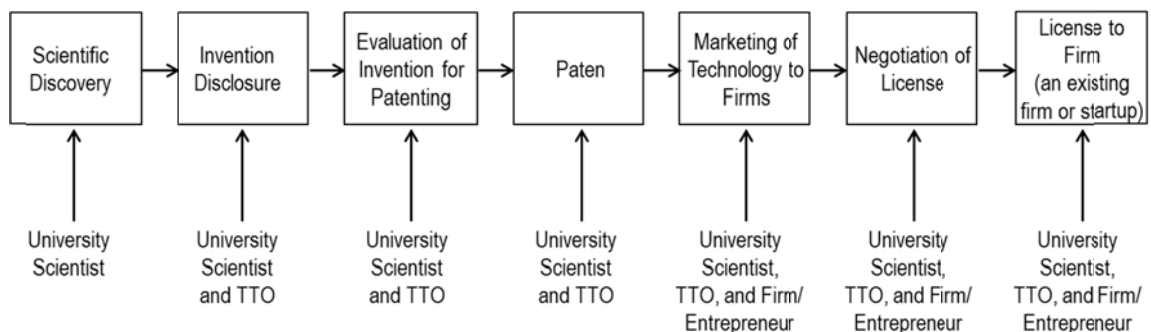 Scientific
Discovery
Invention
Disclosure
Evaluation of
Invention for
Patenting
Paten
Marketing of
Technology to
Firms
Negotiation of
License
License to
Firm
(an existing
firm or startup)
University
Scientist
University
Scientist
and TTO
University
Scientist
and TTO
University
Scientist
and TTO
University
Scientist,
TTO, and Firm/
Entrepreneur
University
Scientist,
TTO, and Firm/
Entrepreneur
University
Scientist,
TTO, and Firm/
Entrepreneur